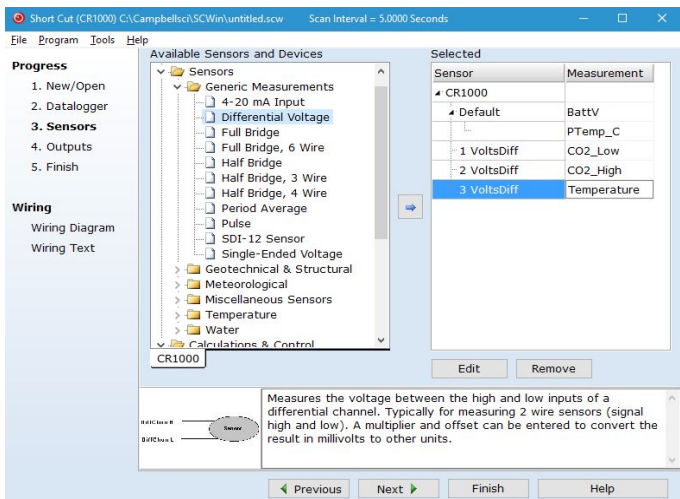 Short Cut (CR1000) C:\Campbellsci\SCWin\untitled.scw Scan Interval = 5.0000 Seconds
File Program Tools Help
Progress
1. New/Open
2. Datalogger
3. Sensors
4. Outputs
5. Finish
Wiring
Wiring Diagram
Wiring Text
Available Sensors and Devices
Sensors
Generic Measurements
4-20 mA Input
Differential Voltage
Full Bridge
Full Bridge, 6 Wire
Half Bridge
Half Bridge, 3 Wire
Half Bridge, 4 Wire
Period Average
Pulse
SDI-12 Sensor
Single-Ended Voltage
Geotechnical & Structural
Meteorological
Miscellaneous Sensors
Temperature
Water
Calculations & Control
CR1000
Selected
Sensor Measurement
CR1000
Default BattV
PTemp_C
1 VoltsDiff CO2_Low
2 VoltsDiff CO2_High
3 VoltsDiff Temperature
Edit Remove
Sensor
Measures the voltage between the high and low inputs of a
differential channel. Typically for measuring 2 wire sensors (signal
high and low). A multiplier and offset can be entered to convert the
result in millivolts to other units.
Previous Next Finish Help